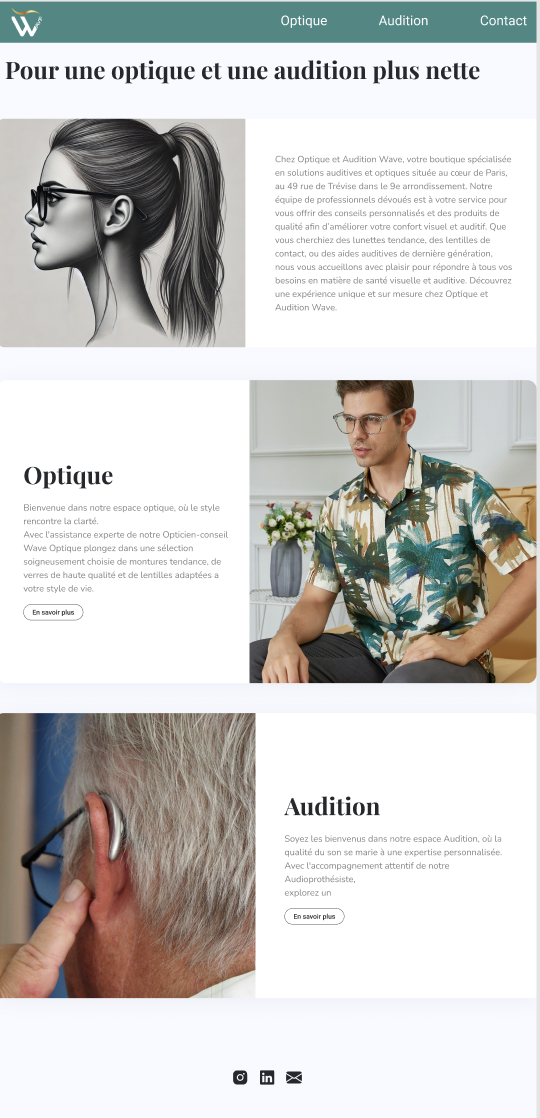 Optique Audition Contact
Pour une optique et une audition plus nette
Chez Optique et Audition Wave, votre boutique spécialisée
en solutions auditives et optiques située au cœur de Paris,
au 49 rue de Trévise dans le 9e arrondissement. Notre
équipe de professionnels dévoués est à votre service pour
vous offrir des conseils personnalisés et des produits de
qualité afin d'améliorer votre confort visuel et auditif. Que
vous cherchiez des lunettes tendance, des lentilles de
contact, ou des aides auditives de dernière génération,
nous vous accueillons avec plaisir pour répondre à tous vos
besoins en matière de santé visuelle et auditive. Découvrez
une expérience unique et sur mesure chez Optique et
Audition Wave.
Optique
Bienvenue dans notre espace optique, où le style
rencontre la clarté.
Avec l'assistance experte de notre Opticien-conseil
Wave Optique plongez dans une sélection
soigneusement choisie de montures tendance, de
verres de haute qualité et de lentilles adaptées a
votre style de vie.
En savoir plus
Audition
Soyez les bienvenus dans notre espace Audition, où la
qualité du son se marie à une expertise personnalisée.
Avec l'accompagnement attentif de notre
Audioprothésiste,
explorez un
En savoir plus